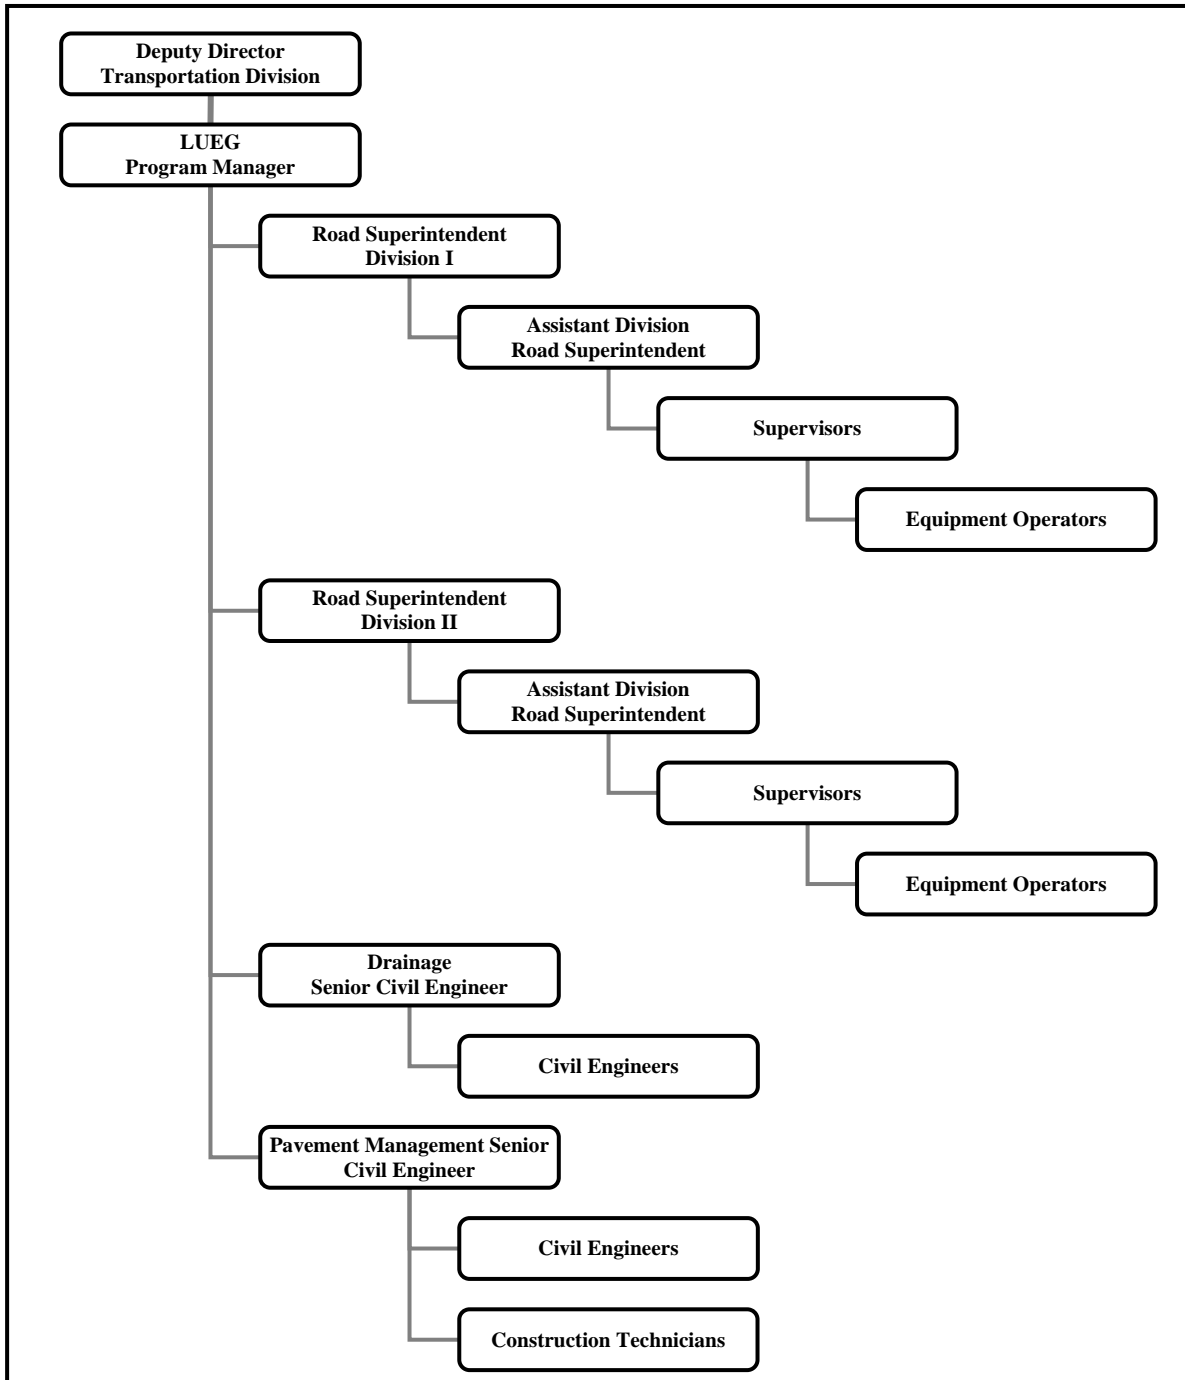 Deputy Director
Transportation Division
LUEG
Program Manager
Road Superintendent
Division I
Assistant Division
Road Superintendent
Supervisors
Equipment Operators
Road Superintendent
Division II
Assistant Division
Road Superintendent
Supervisors
Equipment Operators
Drainage
Senior Civil Engineer
Civil Engineers
Pavement Management Senior
Civil Engineer
Civil Engineers
Construction Technicians